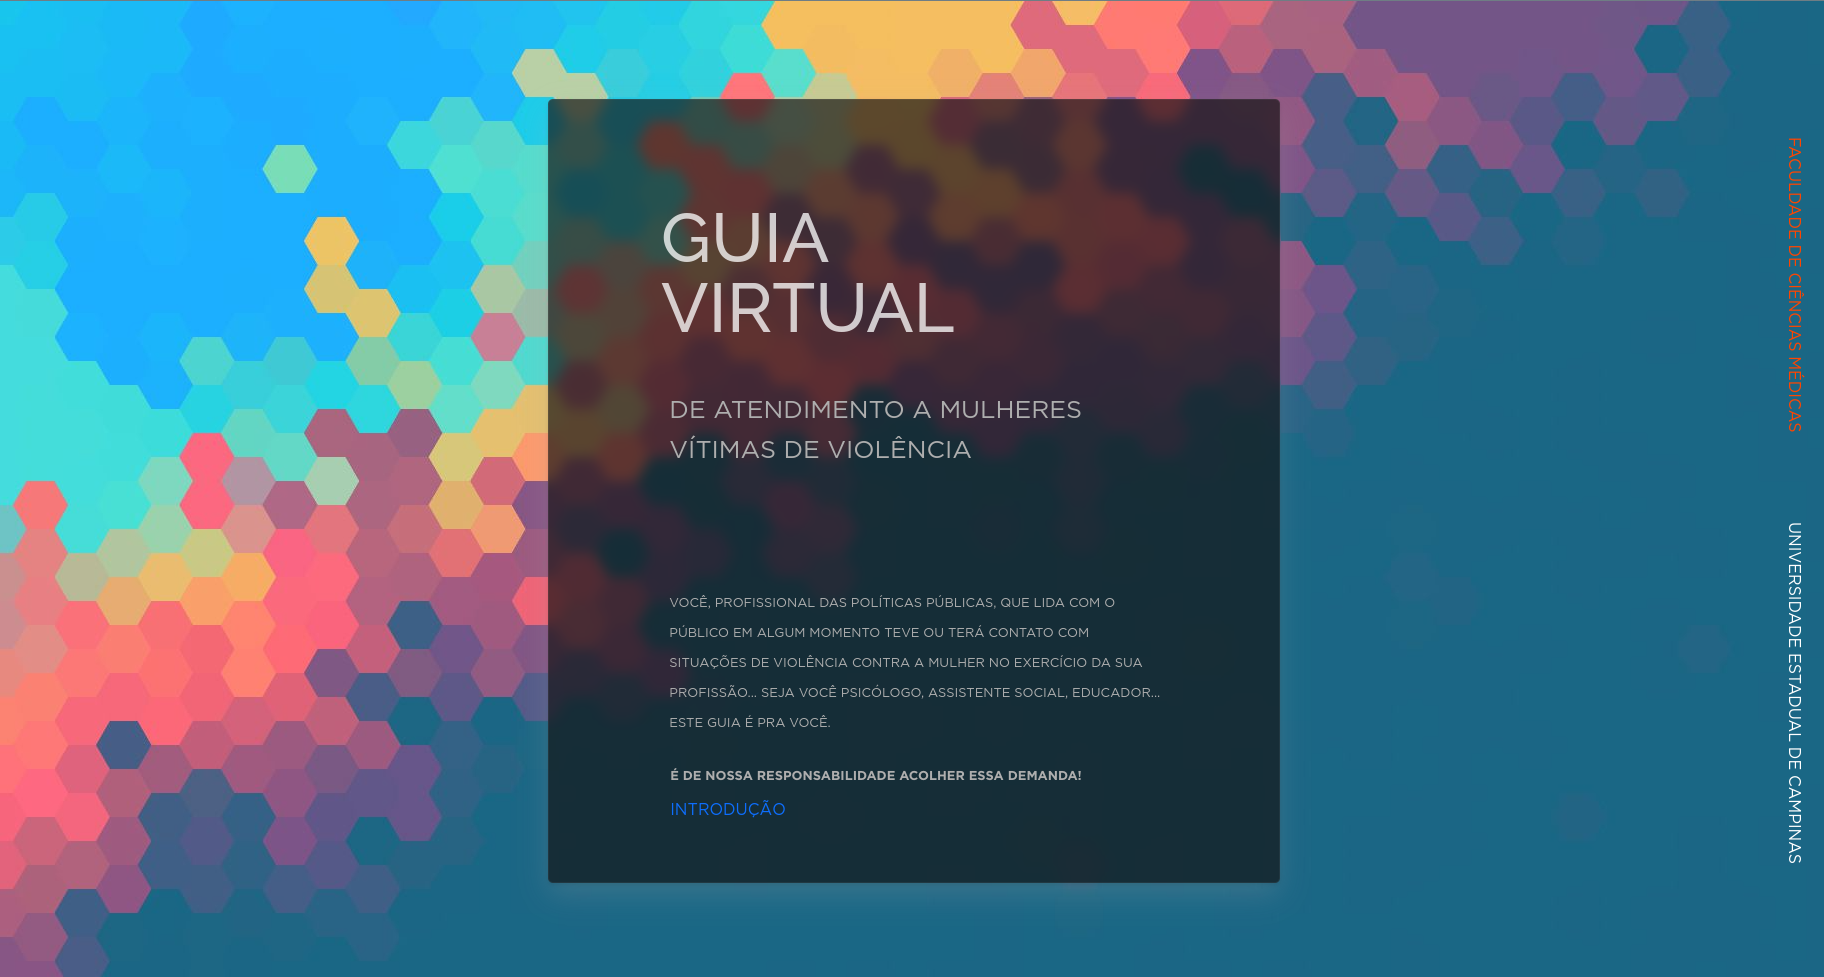 GUIA
VIRTUAL
DE ATENDIMENTO A MULHERES
VÍTIMAS DE VIOLÊNCIA
VOCÊ, PROFISSIONAL DAS POLÍTICAS PÚBLICAS, QUE LIDA COM O
PÚBLICO EM ALGUM MOMENTO TEVE OU TERÁ CONTATO COM
SITUAÇÕES DE VIOLÊNCIA CONTRA A MULHER NO EXERCÍCIO DA SUA
PROFISSÃO... SEJA VOCÊ PSICÓLOGO, ASSISTENTE SOCIAL, EDUCADOR...
ESTE GUIA É PRA VOCÊ.
É DE NOSSA RESPONSABILIDADE ACOLHER ESSA DEMANDA!
INTRODUÇÃO
FACULDADE DE CIÊNCIAS MÉDICAS
UNIVERSIDADE ESTADUAL DE CAMPINAS